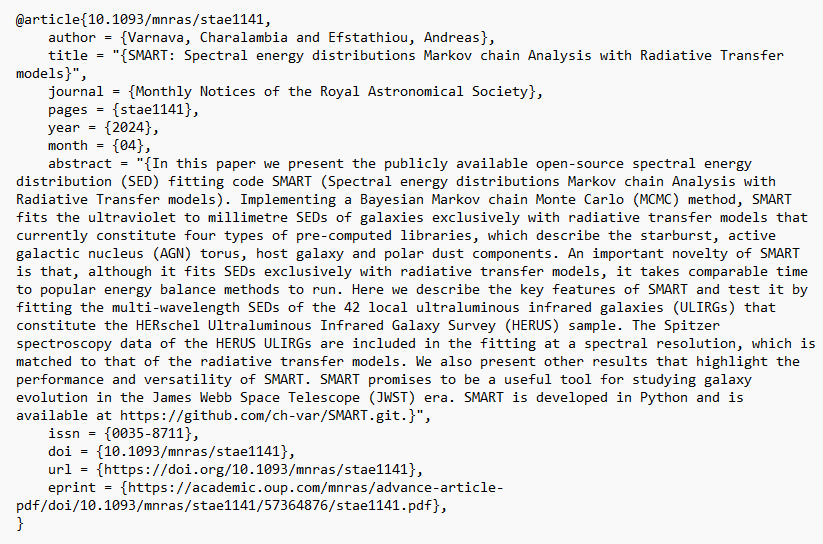 @article{10.1093/mnras/stae1141,
    author = {Varnava, Charalambia and Efstathiou, Andreas},
    title = "{SMART: Spectral energy distributions Markov chain Analysis with Radiative Transfer
models}",
    journal = {Monthly Notices of the Royal Astronomical Society},
    pages = {stae1141},
    year = {2024},
    month = {04},
    abstract = "{In this paper we present the publicly available open-source spectral energy
distribution (SED) fitting code SMART (Spectral energy distributions Markov chain Analysis with
Radiative Transfer models). Implementing a Bayesian Markov chain Monte Carlo (MCMC) method, SMART
fits the ultraviolet to millimetre SEDs of galaxies exclusively with radiative transfer models that
currently constitute four types of pre-computed libraries, which describe the starburst, active
galactic nucleus (AGN) torus, host galaxy and polar dust components. An important novelty of SMART
is that, although it fits SEDs exclusively with radiative transfer models, it takes comparable time
to popular energy balance methods to run. Here we describe the key features of SMART and test it by
fitting the multi-wavelength SEDs of the 42 local ultraluminous infrared galaxies (ULIRGs) that
constitute the HERschel Ultraluminous Infrared Galaxy Survey (HERUS) sample. The Spitzer
spectroscopy data of the HERUS ULIRGs are included in the fitting at a spectral resolution, which is
matched to that of the radiative transfer models. We also present other results that highlight the
performance and versatility of SMART. SMART promises to be a useful tool for studying galaxy
evolution in the James Webb Space Telescope (JWST) era. SMART is developed in Python and is
available at https://github.com/ch-var/SMART.git.}",
    issn = {0035-8711},
    doi = {10.1093/mnras/stae1141},
    url = {https://doi.org/10.1093/mnras/stae1141},
    eprint = {https://academic.oup.com/mnras/advance-article-
pdf/doi/10.1093/mnras/stae1141/57364876/stae1141.pdf},
}